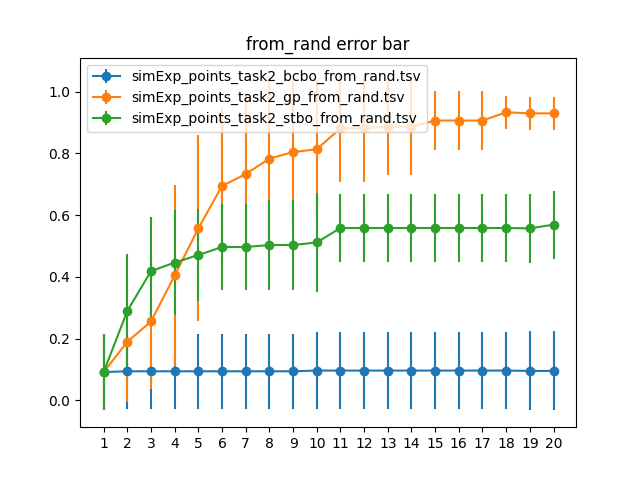 from_rand error bar
simExp_points_task2_bcbo_from_rand.tsv
simExp_points_task2_gp_from_rand.tsv
simExp_points_task2_stbo_from_rand.tsv
1.0
0.8
0.6
0.4
0.2
0.0
1 2 3 4 5 6 7 8 9 10 11 12 13 14 15 16 17 18 19 20